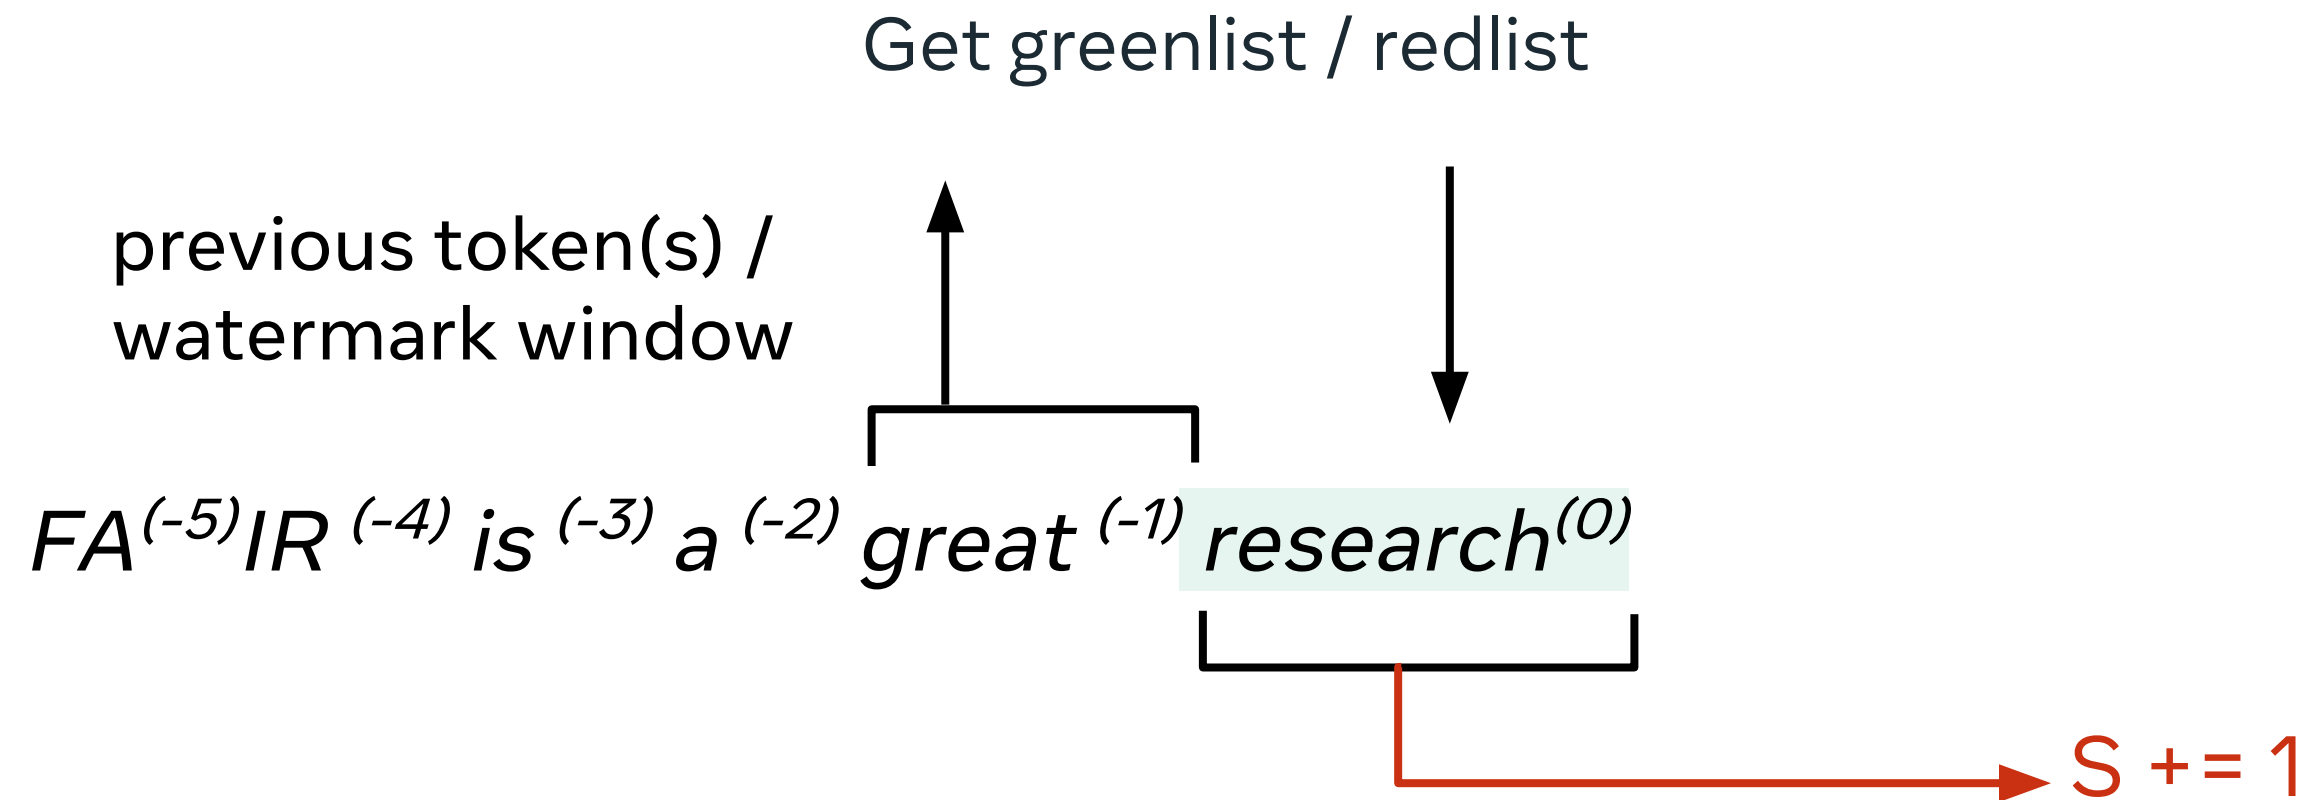 Get greenlist / redlist
previous token(s) /
watermark window
FA(-5)IR (-4) is (-3) a (-2) great (-1) research(0)
S += 1